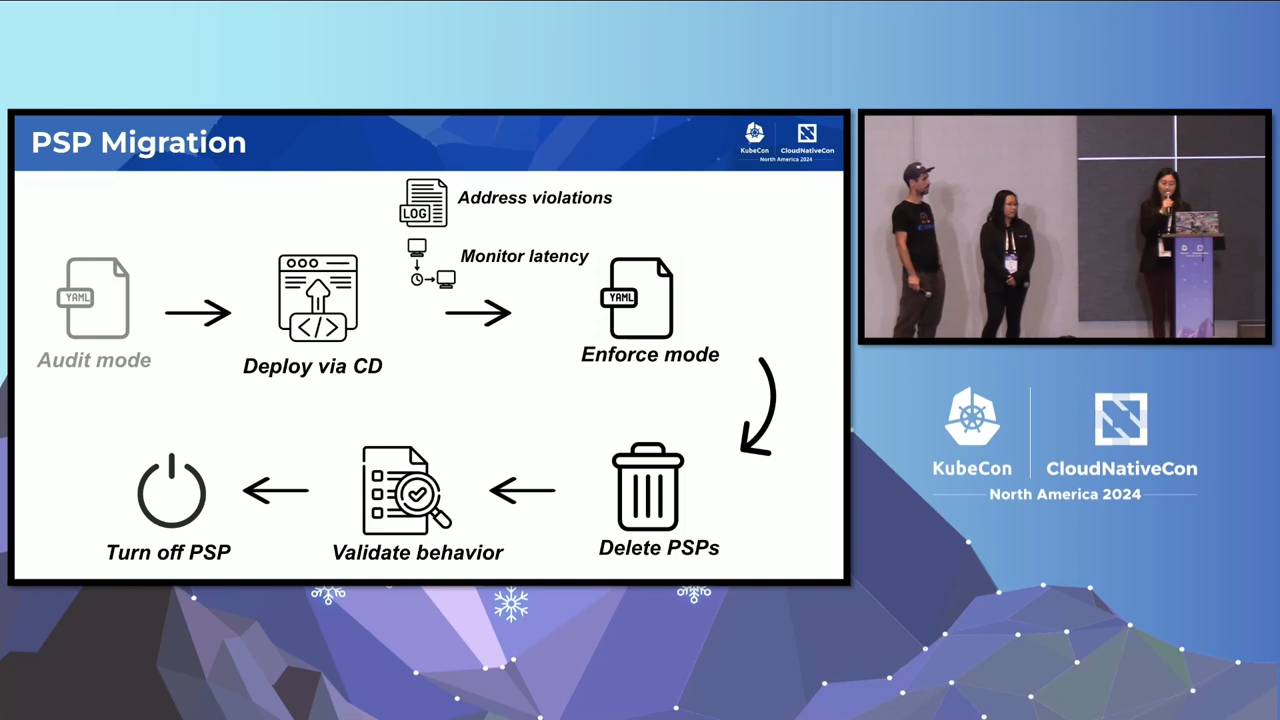 PSP Migration
KubeCon
CloudNativeCon
North America 2024
LOG
Address violations
Monitor latency
YAML
Audit mode
</>
Deploy via CD
YAML
Enforce mode
Turn off PSP
Validate behavior
Delete PSPs
KubeCon
CloudNativeCon
North America 2024